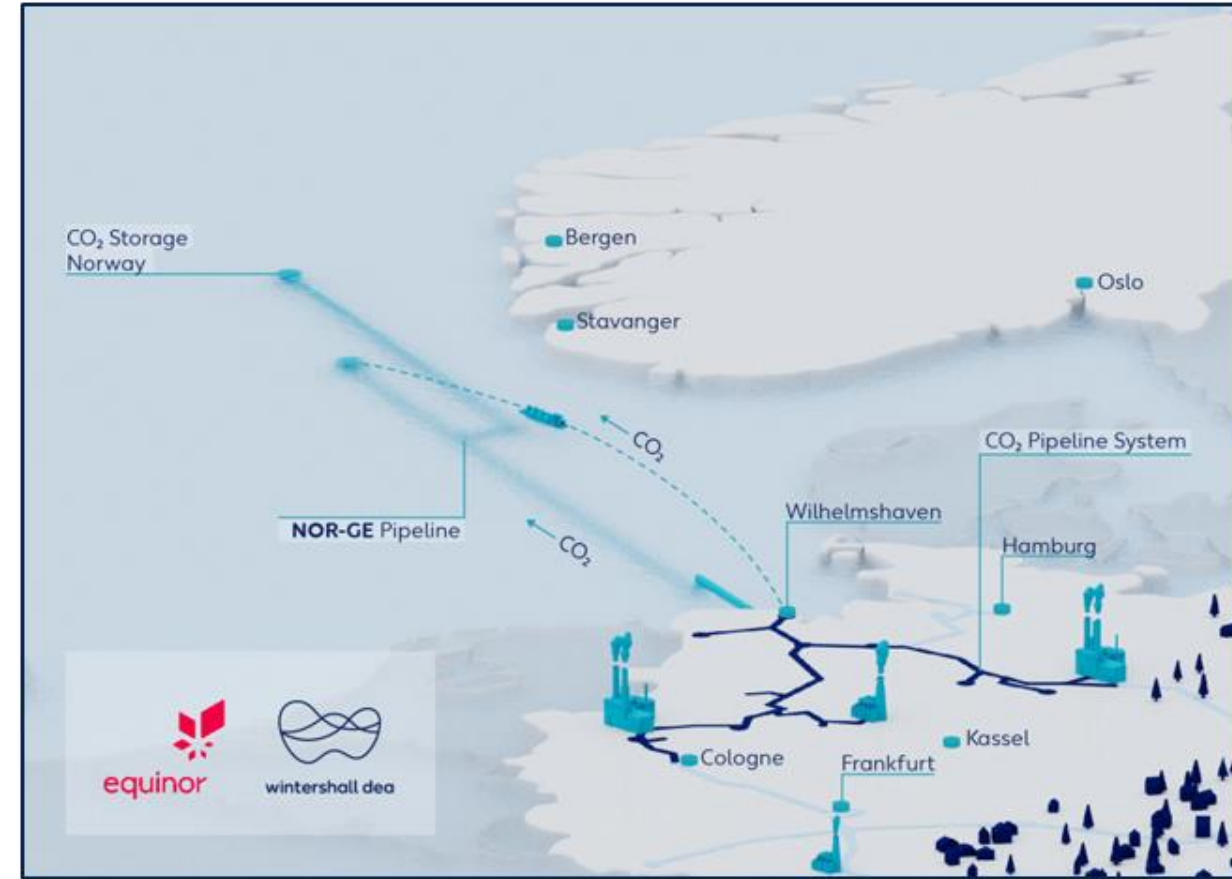 CO₂ Storage
Norway
Bergen
Oslo
Stavanger
CO₂
CO₂ Pipeline System
NOR-GE Pipeline
Wilhelmshaven
CO₂
Hamburg
Kassel
Cologne
Frankfurt
equinor
wintershall dea